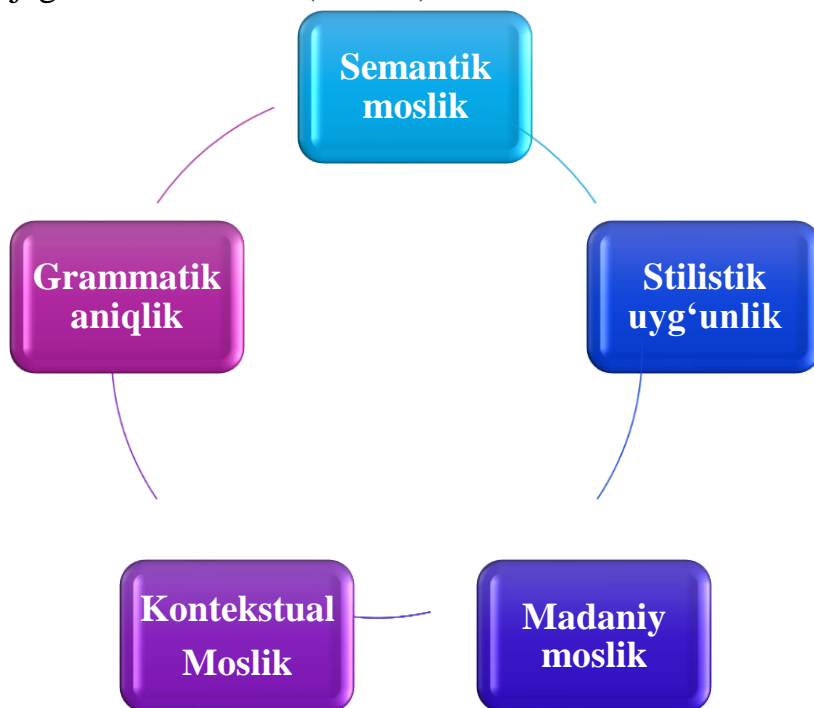 Semantik
moslik
Stilistik
uyg‘unlik
Madaniy
moslik
Kontekstual
Moslik
Grammatik
aniqlik